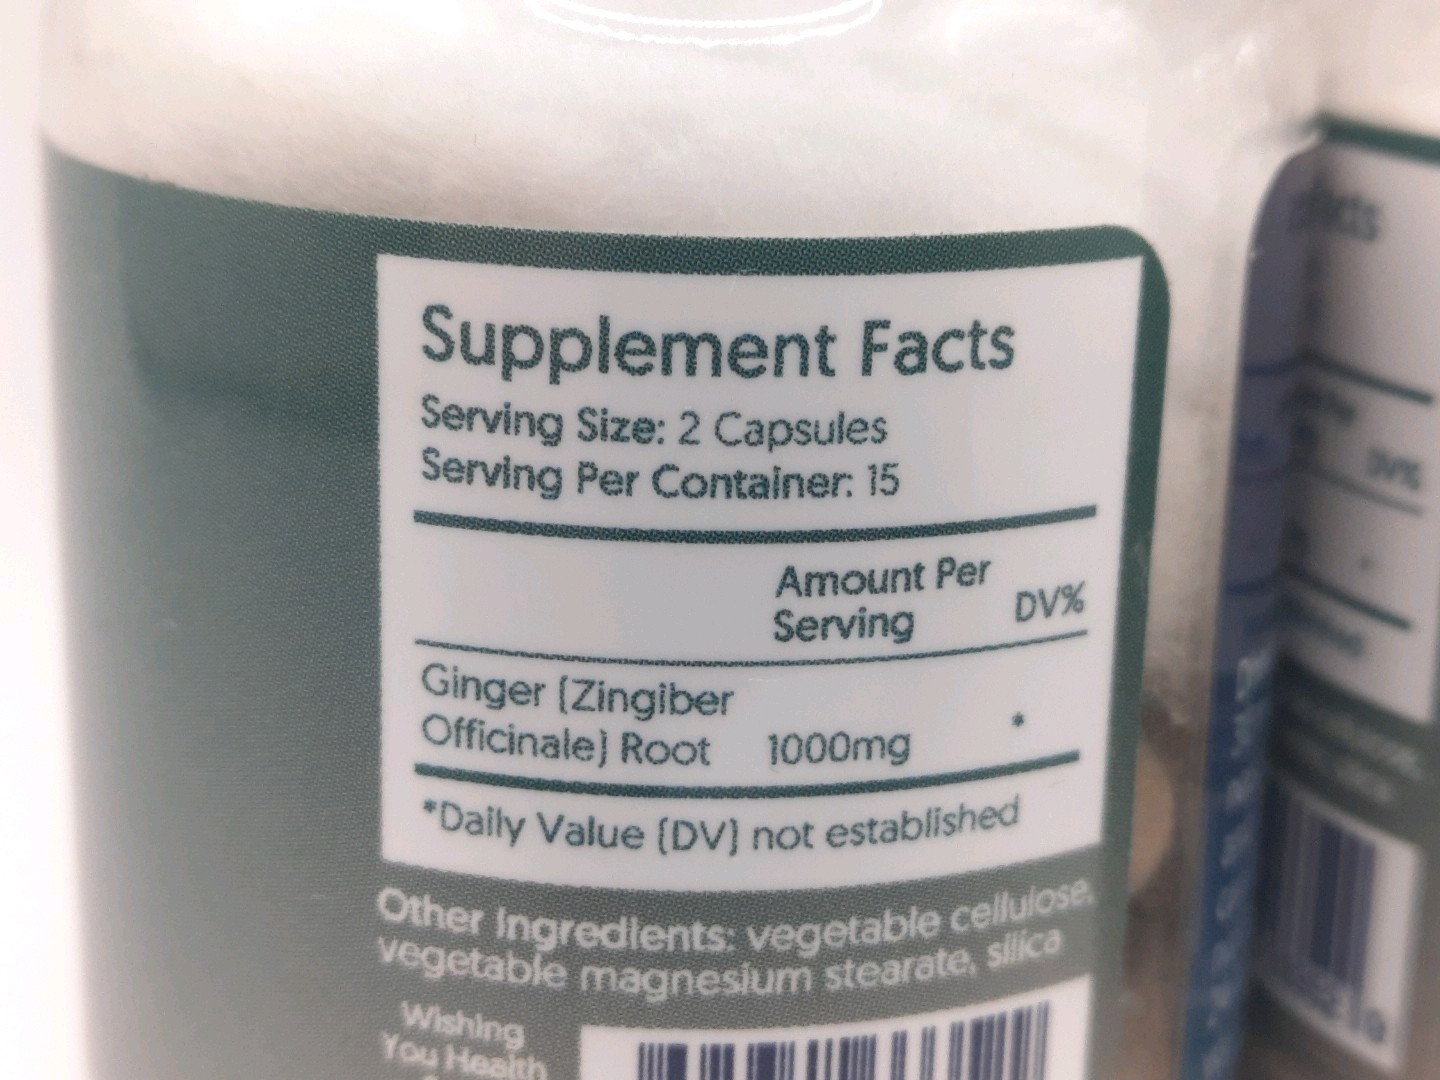 Supplement Facts
Serving Size: 2 Capsules
Serving Per Container: 15
Amount Per
Serving
DV%
Ginger (Zingiber
Officinale) Root
1000mg
*
*Daily Value (DV) not established
Other Ingredients: vegetable cellulose,
vegetable magnesium stearate, silica
Wishing
You Health
DV%